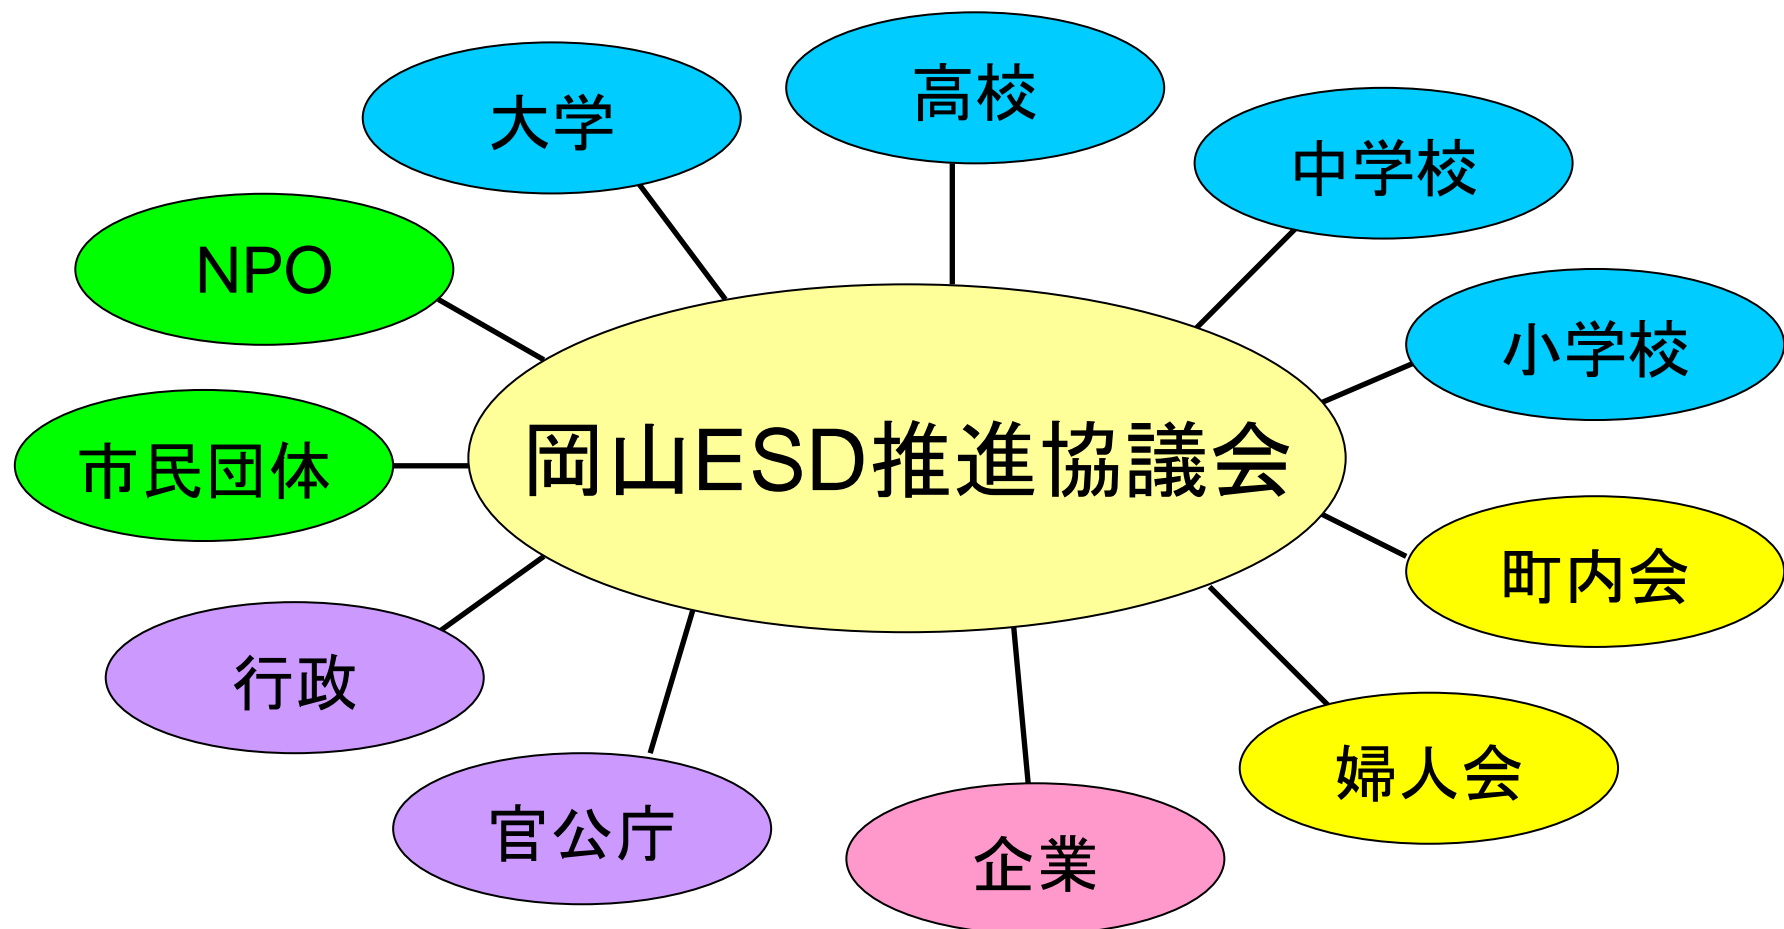 高校
大学
中学校
NPO
小学校
岡山ESD推進協議会
市民団体
町内会
行政
婦人会
官公庁
企業